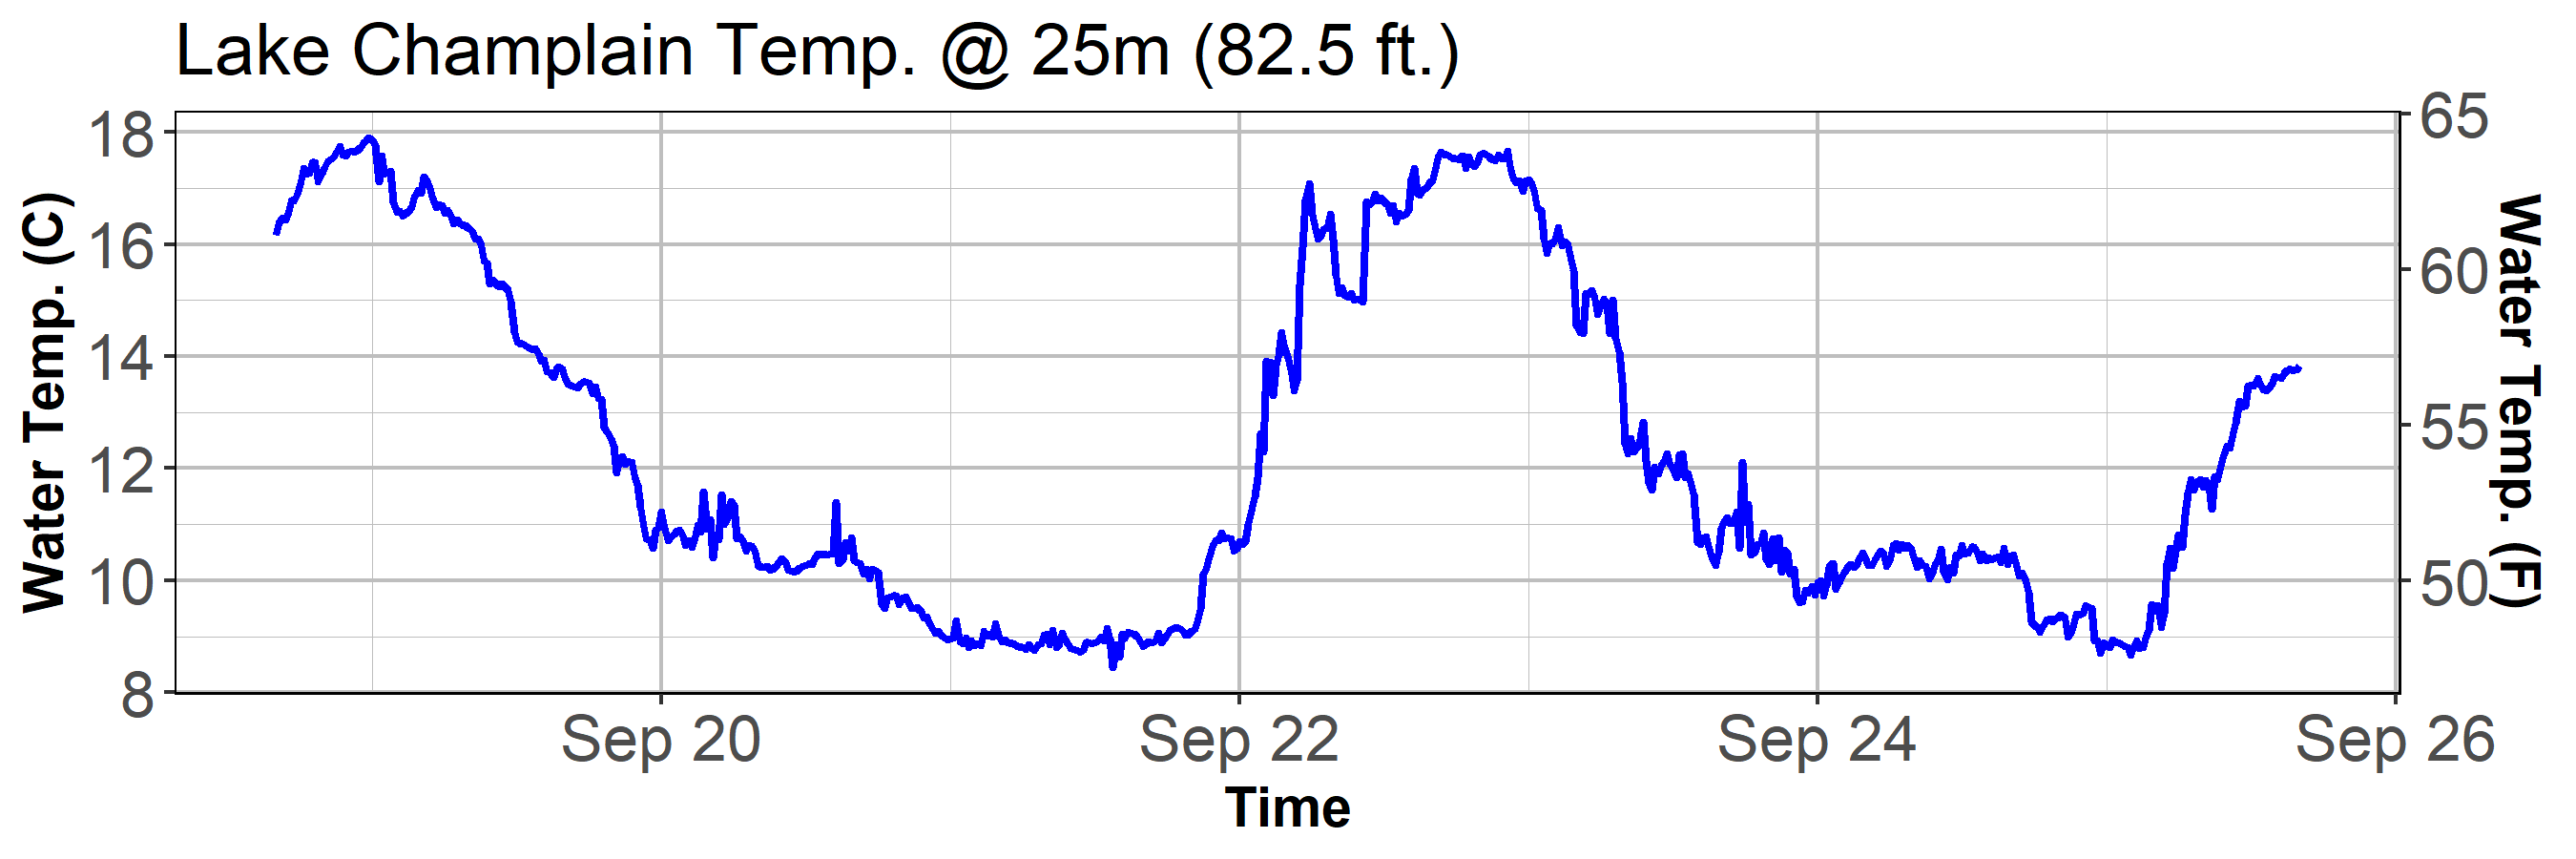 Lake Champlain Temp. @ 25m (82.5 ft.)
Water Temp. (C)
18
16
14
12
10
8
65
60
55
50
Water Temp. (F)
Sep 20 Sep 22 Sep 24 Sep 26
Time